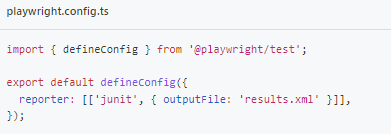 playwright.config.ts
import { defineConfig } from '@playwright/test';
export default defineConfig({
  reporter: [['junit', { outputFile: 'results.xml' }]],
});